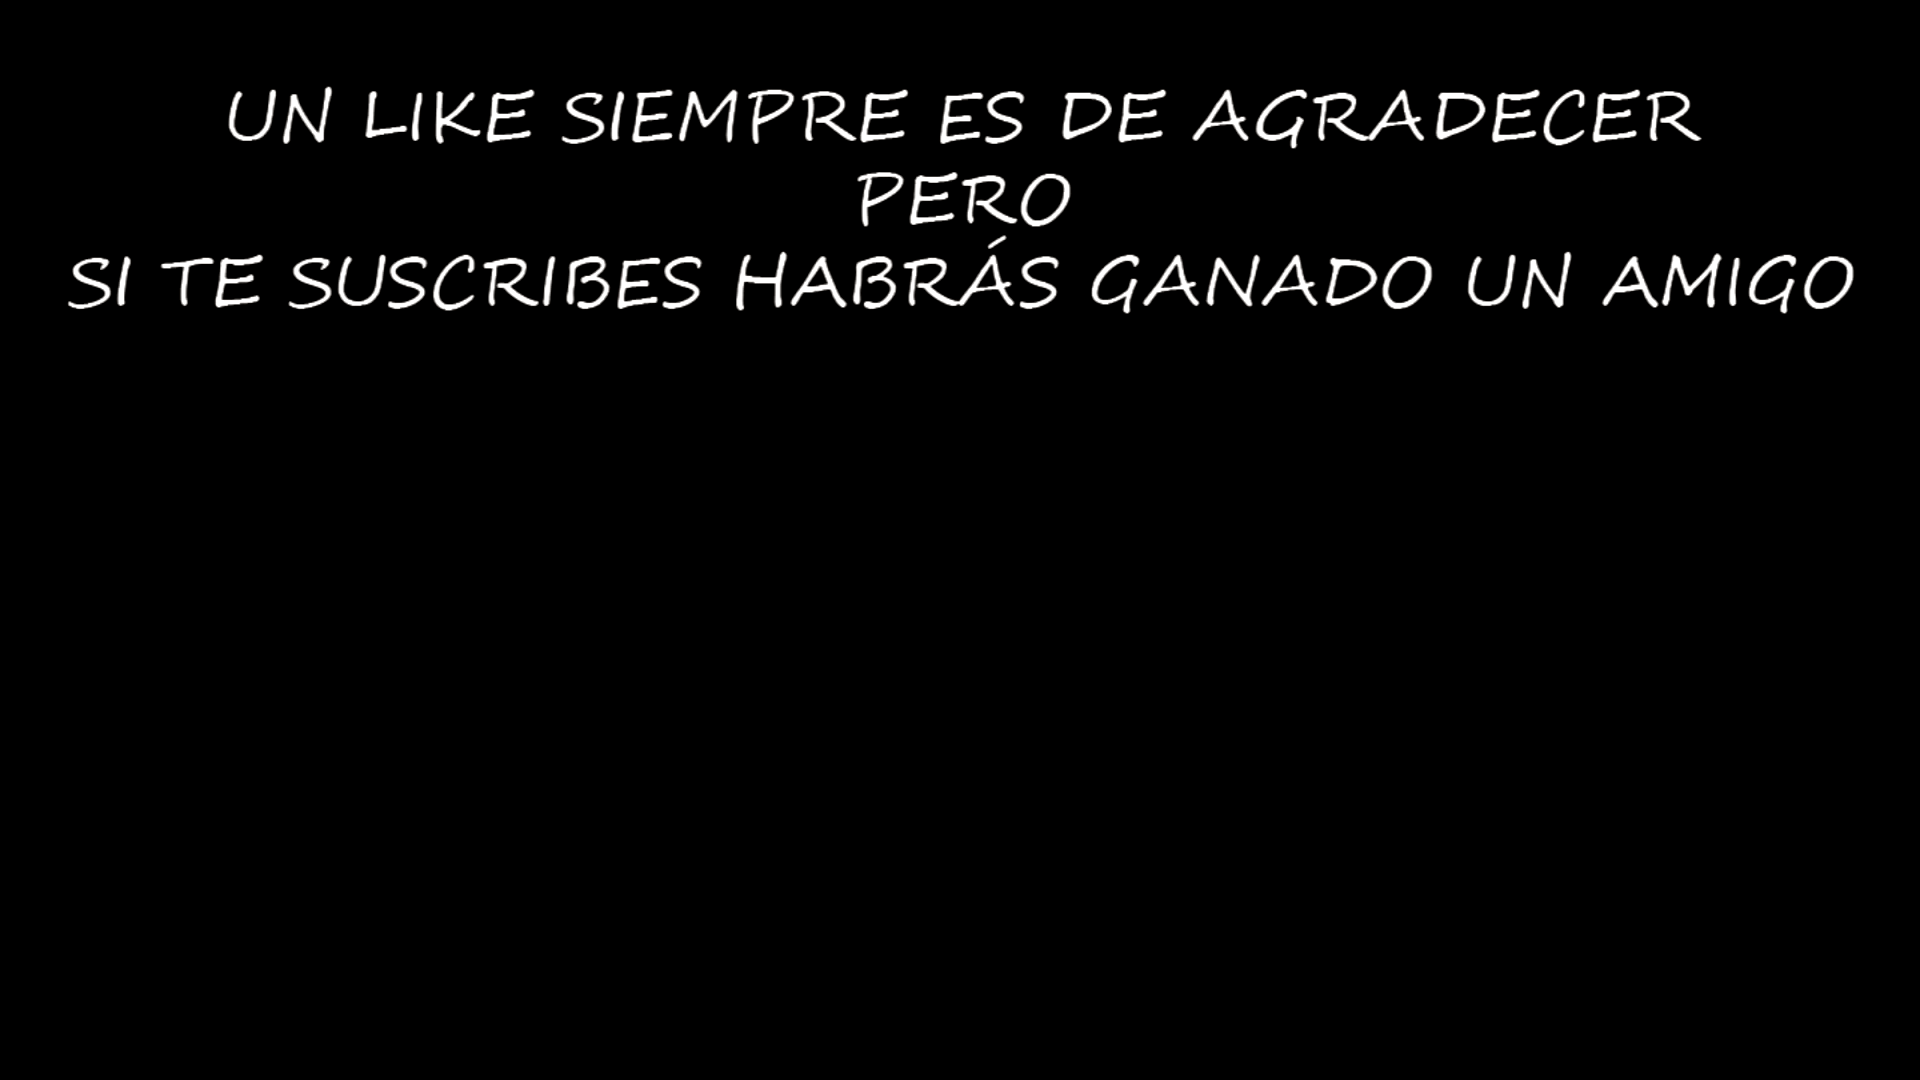 UN LIKE SIEMPRE ES DE AGRADECER
PERO
SI TE SUSCRIBES HABRÁS GANADO UN AMIGO